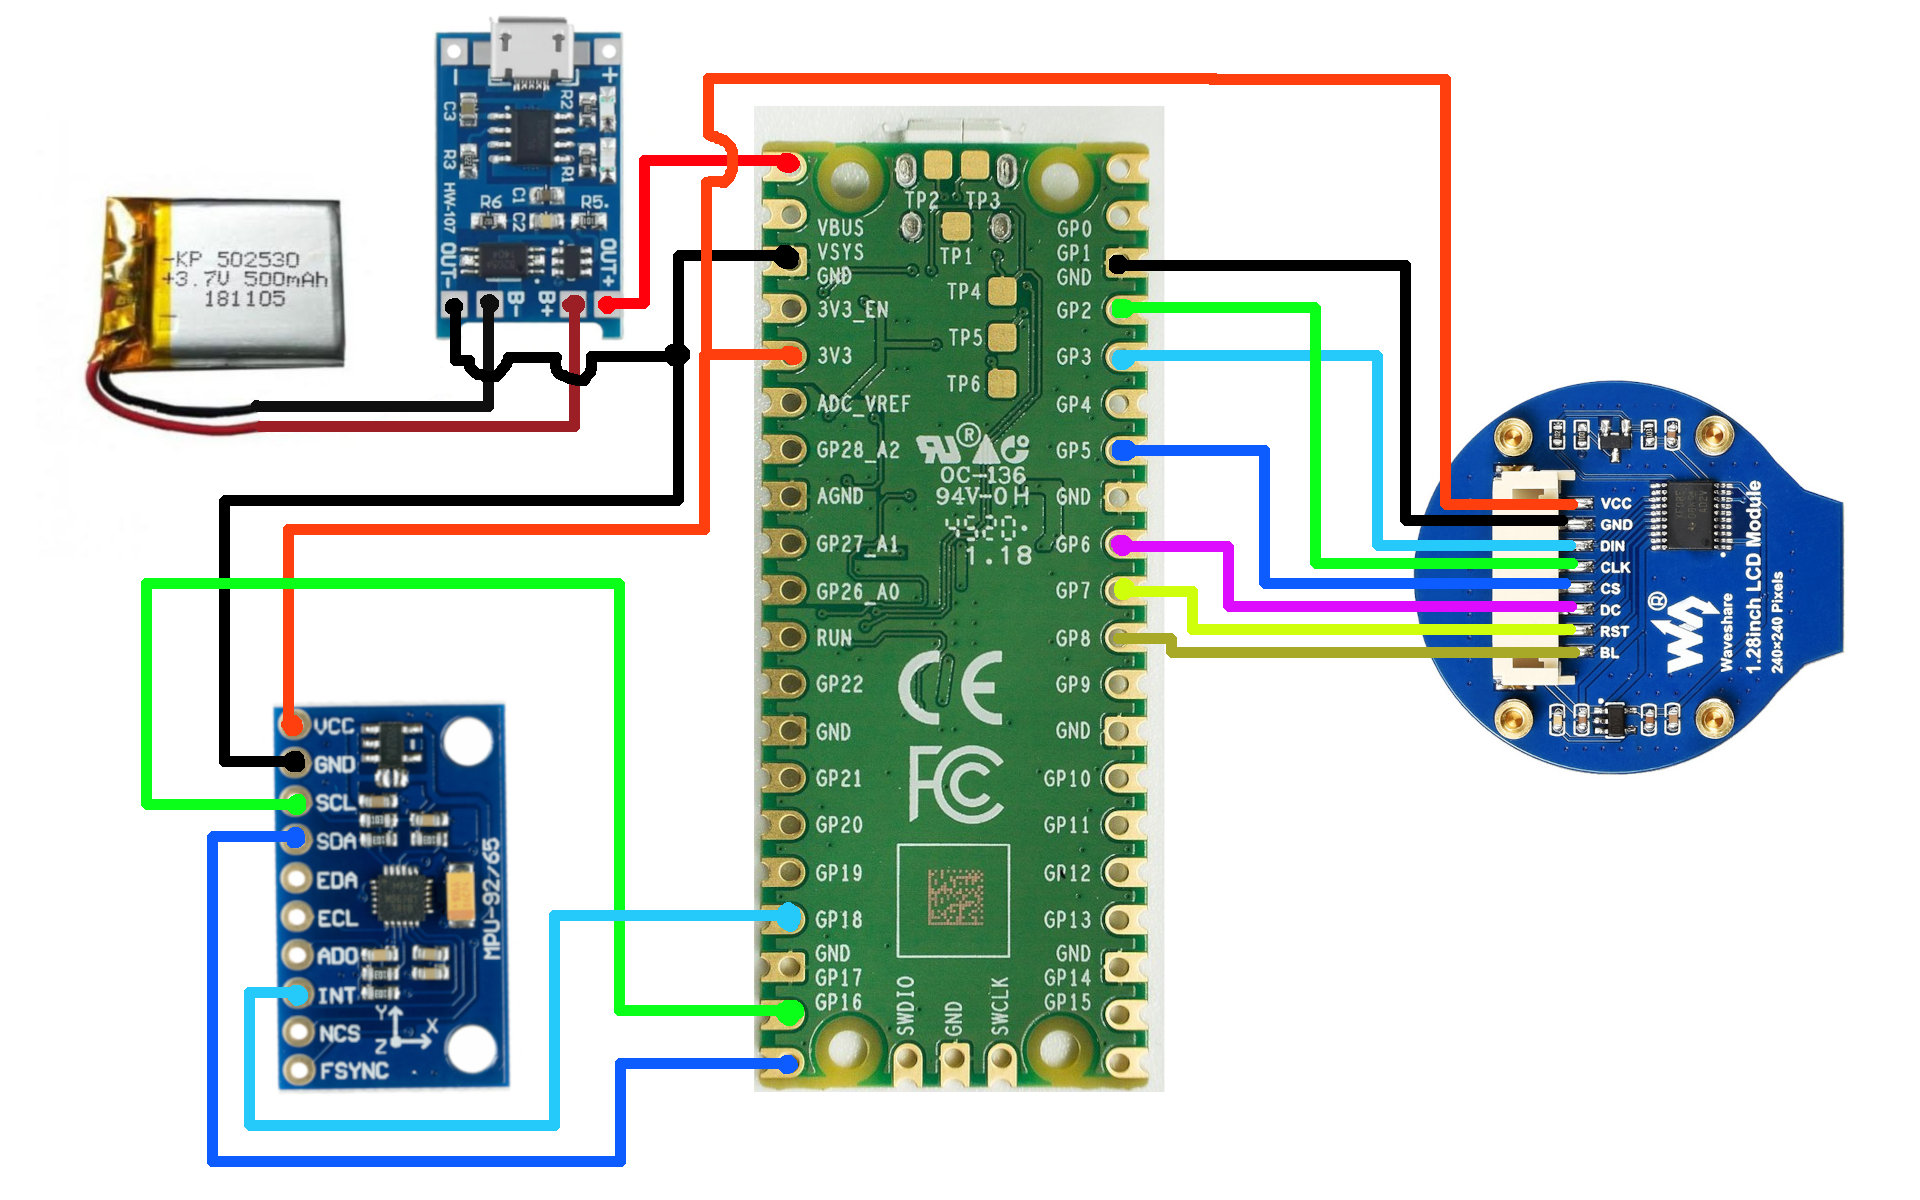 -KP 502530
+3.7V 500mAh
181105
-
+
C3
R2
R3
R1
HW-107
C1
C2
R6
R5.
OUT-
B-
B+
OUT+
VBUS
VSYS
GND
3V3_EN
3V3
ADC_VREF
GP28_A2
AGND
GP27_A1
GP26_A0
RUN
GP22
GND
GP21
GP20
GP19
GP18
GND
GP17
GP16
TP2
TP3
TP1
TP4
TP5
TP6
OC-136
94V-0 H
4520.
1.18
CE
FC
SWDIO
GND
SWCLK
GP0
GP1
GND
GP2
GP3
GP4
GP5
GND
GP6
GP7
GP8
GP9
GND
GP10
GP11
GP12
GP13
GND
GP14
GP15
VCC
GND
DIN
CLK
CS
DC
RST
BL
®
Waveshare
1.28inch LCD Module
240×240 Pixels
VCC
GND
SCL
SDA
EDA
ECL
ADO
INT
NCS
FSYNC
MPU-92/65
Y
X
Z